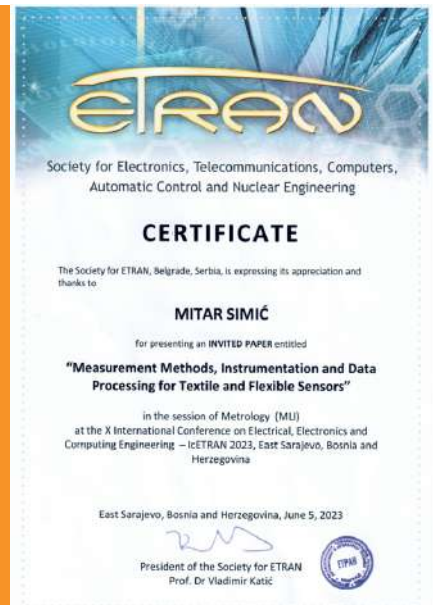 ETRAN
Society for Electronics, Telecommunications, Computers,
Automatic Control and Nuclear Engineering
CERTIFICATE
The Society for ETRAN, Belgrade, Serbia, is expressing its appreciation and
thanks to
MITAR SIMIĆ
for presenting an INVITED PAPER entitled
"Measurement Methods, Instrumentation and Data
Processing for Textile and Flexible Sensors"
in the session of Metrology (MLI)
at the X International Conference on Electrical, Electronics and
Computing Engineering – IcETRAN 2023, East Sarajevo, Bosnia and
Herzegovina
East Sarajevo, Bosnia and Herzegovina, June 5, 2023
President of the Society for ETRAN
Prof. Dr Vladimir Katić
ЕТРАН